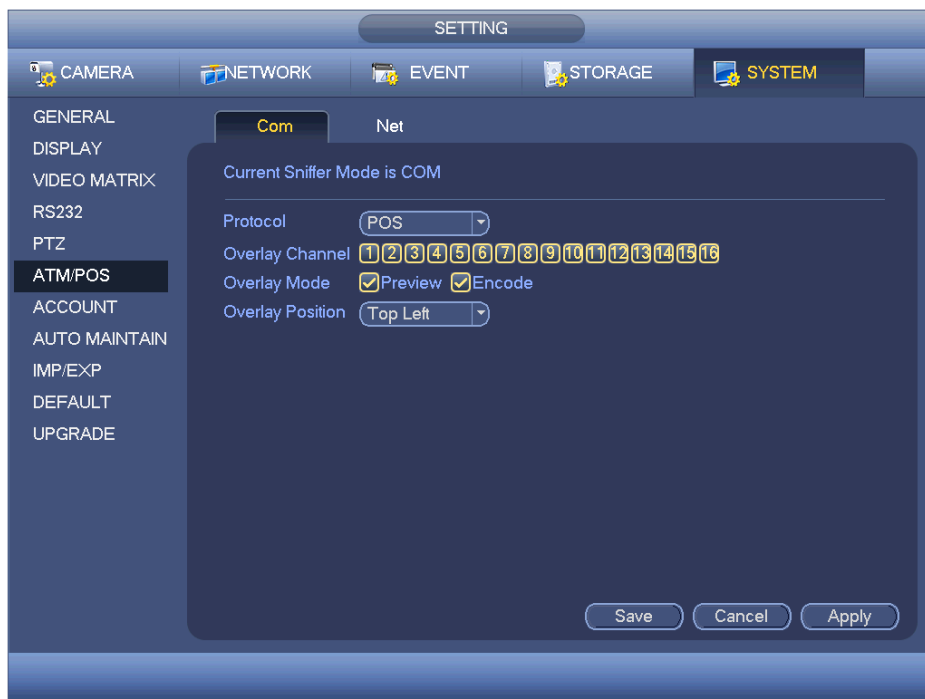 SETTING
CAMERA NETWORK EVENT STORAGE SYSTEM
GENERAL
DISPLAY
VIDEO MATRIX
RS232
PTZ
ATM/POS
ACCOUNT
AUTO MAINTAIN
IMP/EXP
DEFAULT
UPGRADE
Com Net
Current Sniffer Mode is COM
Protocol POS
Overlay Channel 1 2 3 4 5 6 7 8 9 10 11 12 13 14 15 16
Overlay Mode Preview Encode
Overlay Position Top Left
Save Cancel Apply